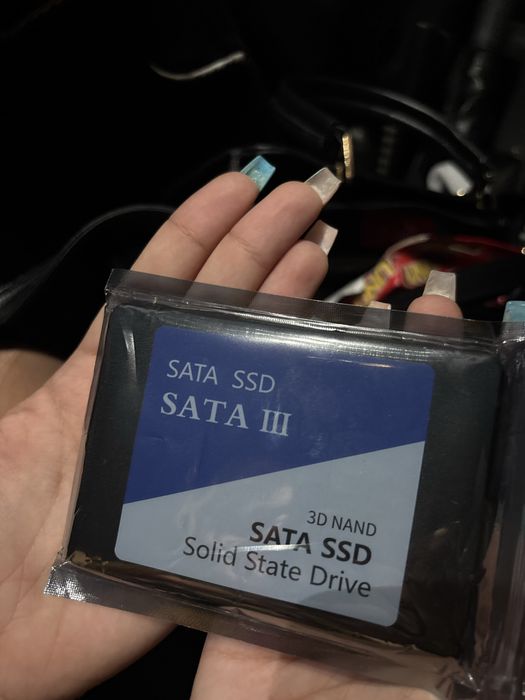 SATA SSD
SATA III
3D NAND
SATA SSD
Solid State Drive